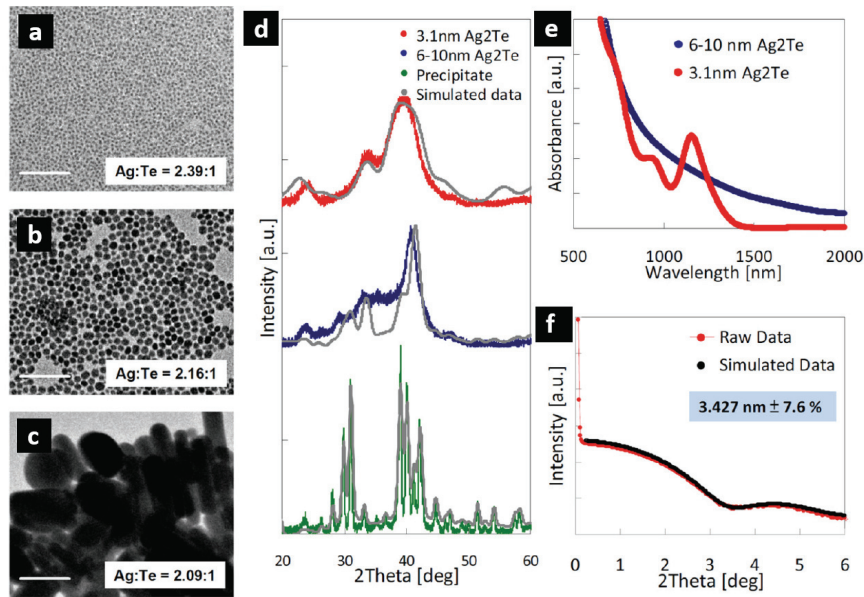 a
Ag:Te = 2.39:1
b
Ag:Te = 2.16:1
c
Ag:Te = 2.09:1
d
3.1nm Ag2Te
6-10nm Ag2Te
Precipitate
Simulated data
Intensity [a.u.]
20 30 40 50 60
2Theta [deg]
e
6-10 nm Ag2Te
3.1nm Ag2Te
Absorbance [a.u.]
500 1000 1500 2000
Wavelength [nm]
f
Raw Data
Simulated Data
3.427 nm ± 7.6 %
Intensity [a.u.]
0 1 2 3 4 5 6
2Theta [deg]